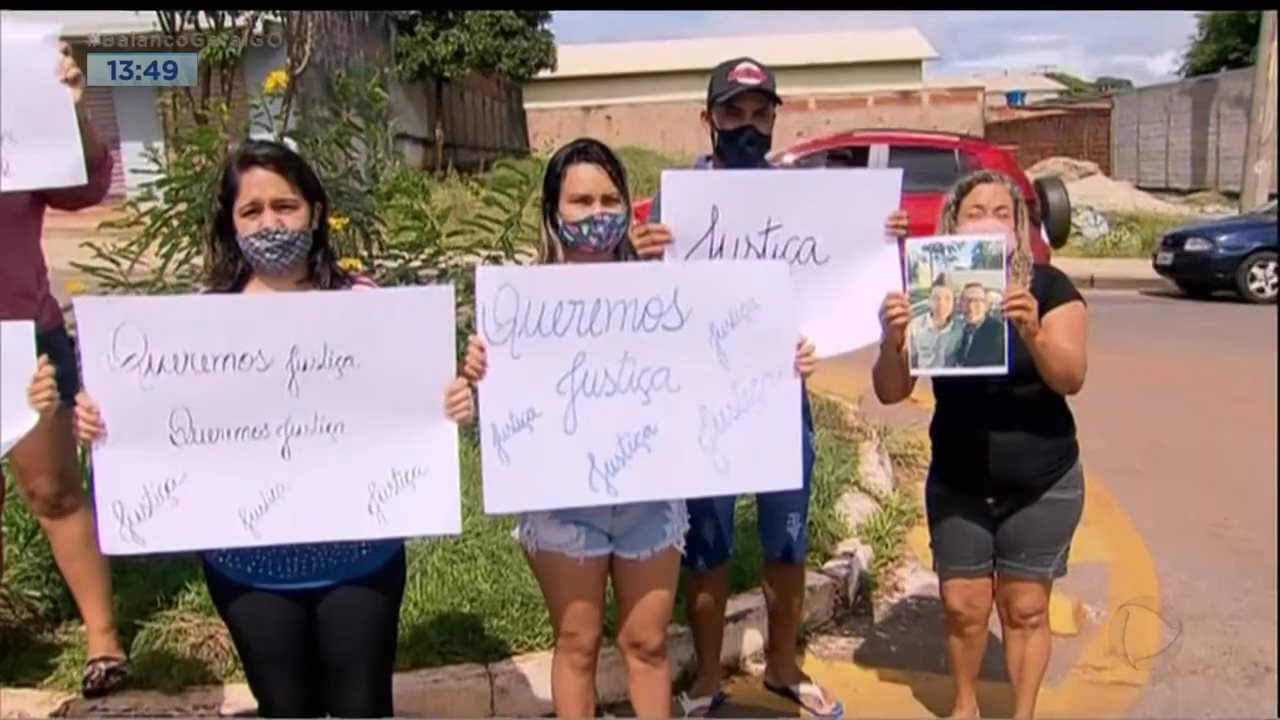 #BalançoGeralGO
13:49
Justiça
Queremos justiça.
Queremos justiça
Justiça
Justiça
Justiça
Queremos
Justiça
Justiça
Justiça
Justiça
Justiça